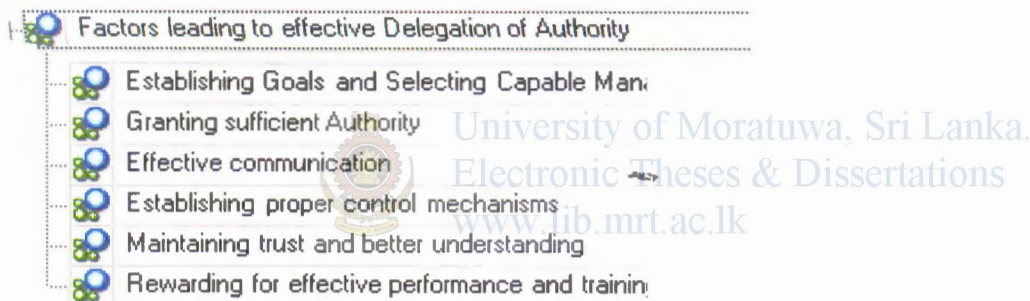 Factors leading to effective Delegation of Authority
Establishing Goals and Selecting Capable
Granting sufficient Authority
Effective communication
Establishing proper control mechanisms
Maintaining trust and better understanding
Rewarding for effective performance and
University of Moratuwa, Sri Lanka.
Electronic Theses & Dissertations
www.lib.mrt.ac.lk